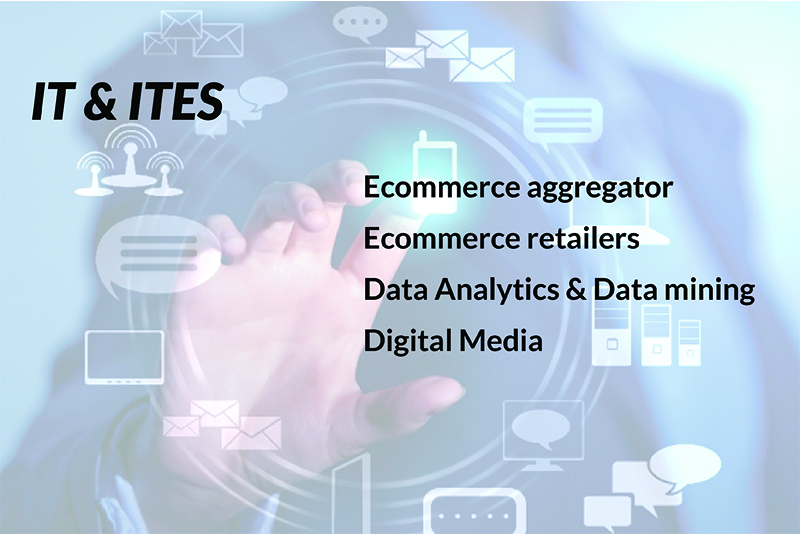 IT & ITES
Ecommerce aggregator
Ecommerce retailers
Data Analytics & Data mining
Digital Media